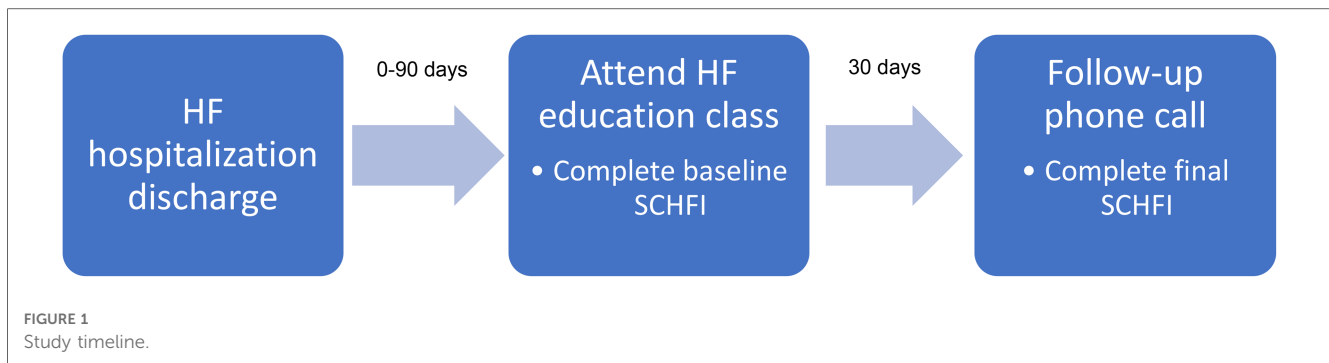 HF
hospitalization
discharge
0-90 days
Attend HF
education class
• Complete baseline
SCHFI
30 days
Follow-up
phone call
• Complete final
SCHFI
FIGURE 1
Study timeline.